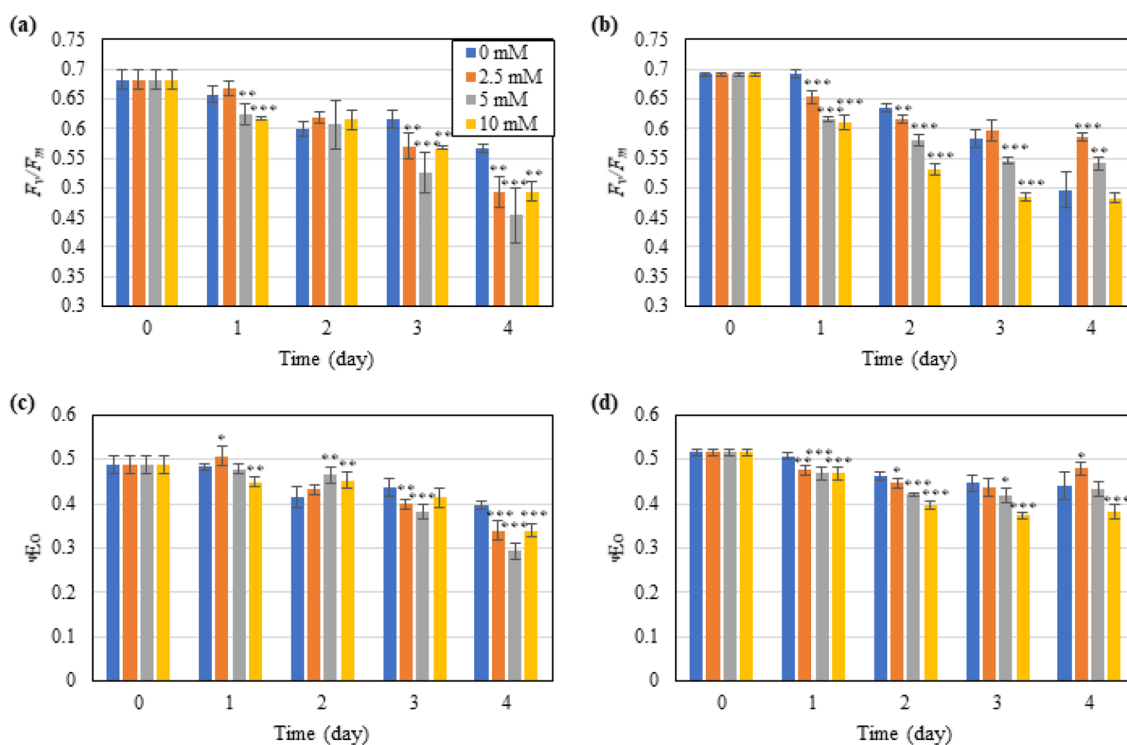 (a)
0.75
0.7
0.65
0.6
0.55
0.5
0.45
0.4
0.35
0.3
Fv/Fm
0 mM
2.5 mM
5 mM
10 mM
** ***
** *** **
** *** **
0 1 2 3 4
Time (day)
(b)
0.75
0.7
0.65
0.6
0.55
0.5
0.45
0.4
0.35
0.3
Fv/Fm
*** *** ***
** *** ***
*** ***
*** **
0 1 2 3 4
Time (day)
(c)
0.6
0.5
0.4
0.3
0.2
0.1
0
φEo
* **
** **
** ***
*** *** ***
0 1 2 3 4
Time (day)
(d)
0.6
0.5
0.4
0.3
0.2
0.1
0
φEo
** *** ***
* *** ***
* ***
* ***
0 1 2 3 4
Time (day)